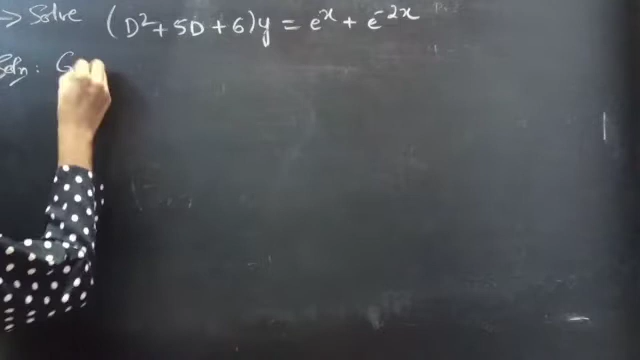 → Solve (D² + 5D + 6)y = eˣ + e⁻²ˣ
Soln : G